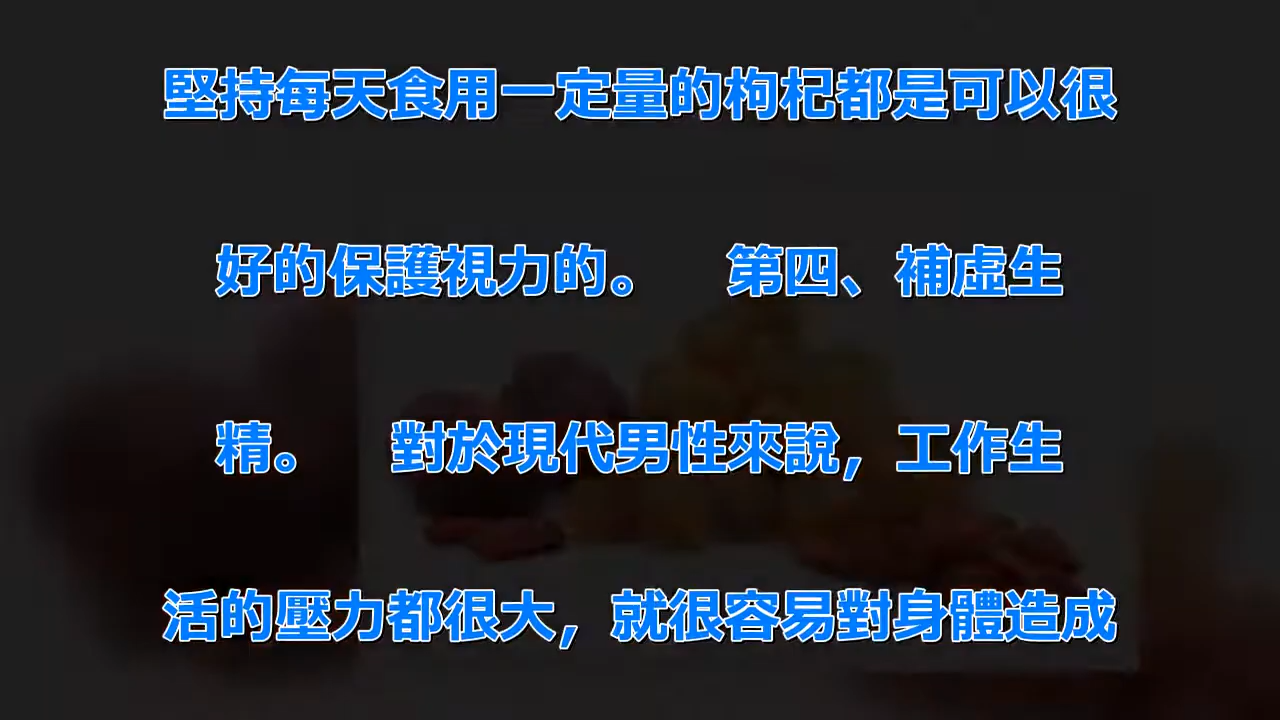 堅持每天食用一定量的枸杞都是可以很
好的保護視力的。　第四、補虛生
精。　對於現代男性來說，工作生
活的壓力都很大，就很容易對身體造成